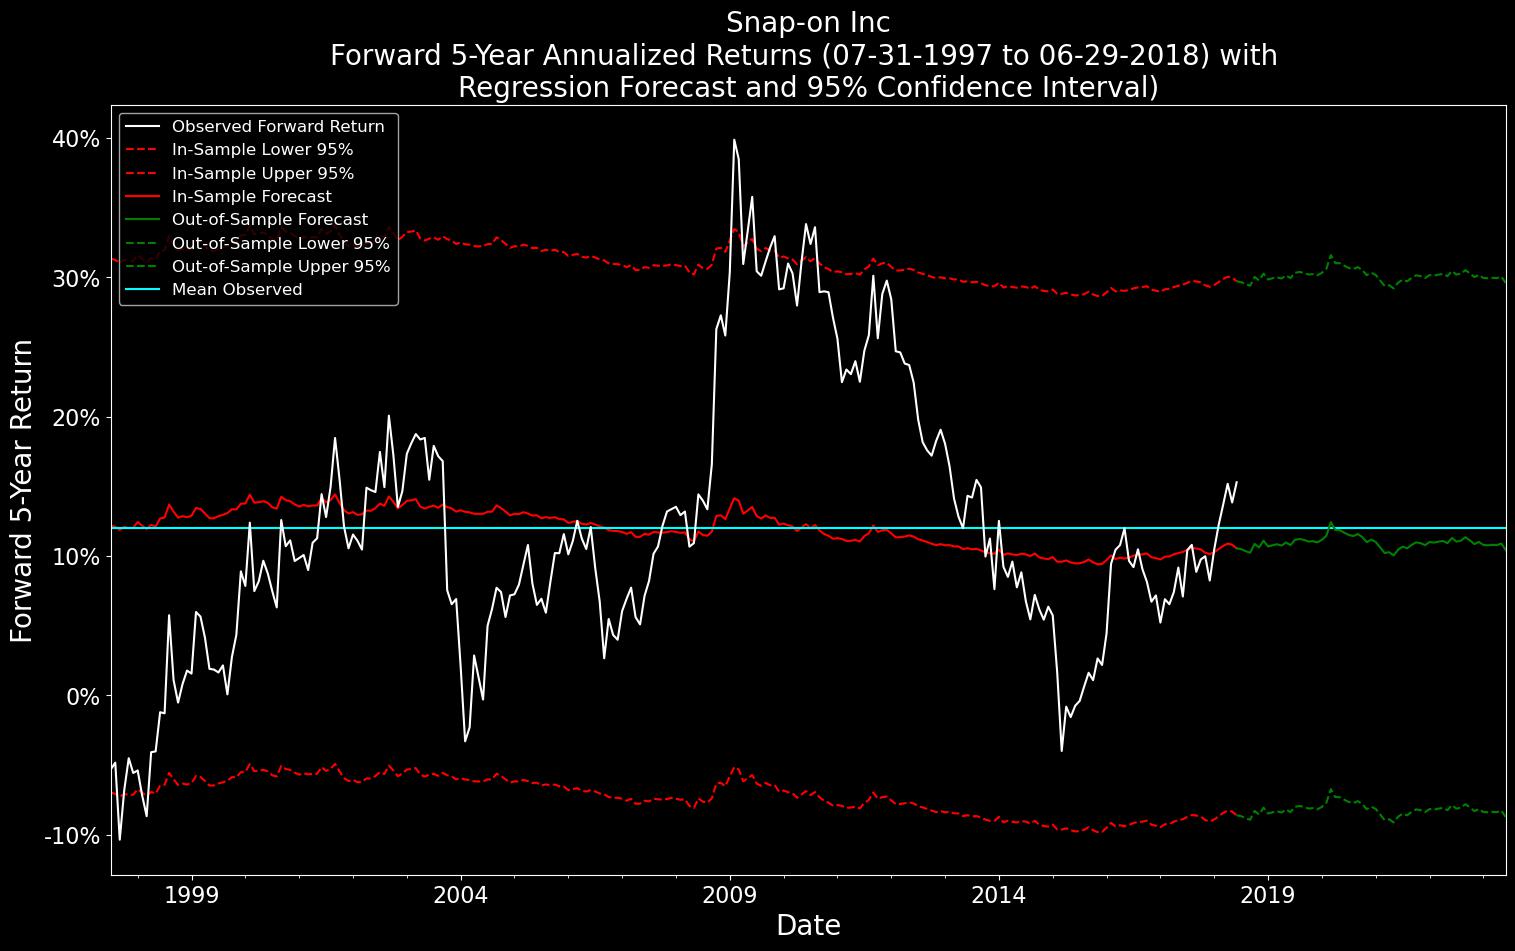 Snap-on Inc
Forward 5-Year Annualized Returns (07-31-1997 to 06-29-2018) with
Regression Forecast and 95% Confidence Interval)
Observed Forward Return
In-Sample Lower 95%
In-Sample Upper 95%
In-Sample Forecast
Out-of-Sample Forecast
Out-of-Sample Lower 95%
Out-of-Sample Upper 95%
Mean Observed
Forward 5-Year Return
40%
30%
20%
10%
0%
-10%
1999 2004 2009 2014 2019
Date